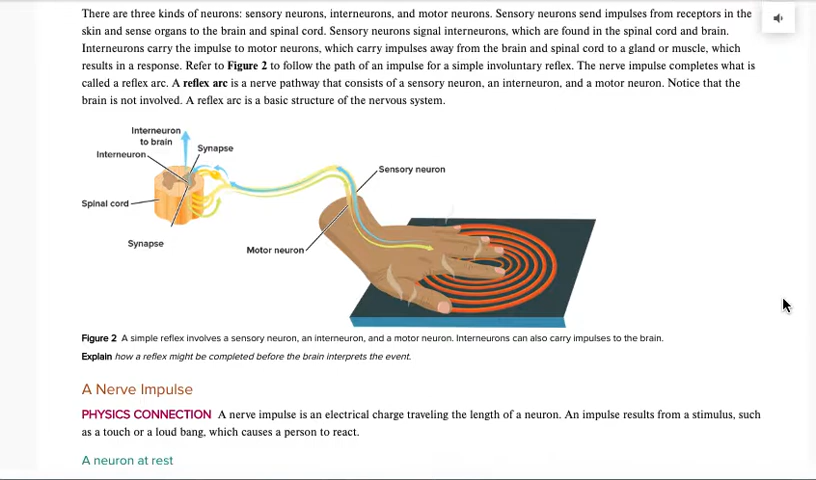 There are three kinds of neurons: sensory neurons, interneurons, and motor neurons. Sensory neurons send impulses from receptors in the
skin and sense organs to the brain and spinal cord. Sensory neurons signal interneurons, which are found in the spinal cord and brain.
Interneurons carry the impulse to motor neurons, which carry impulses away from the brain and spinal cord to a gland or muscle, which
results in a response. Refer to Figure 2 to follow the path of an impulse for a simple involuntary reflex. The nerve impulse completes what is
called a reflex arc. A reflex arc is a nerve pathway that consists of a sensory neuron, an interneuron, and a motor neuron. Notice that the
brain is not involved. A reflex arc is a basic structure of the nervous system.
Interneuron
to brain
Synapse
Interneuron
Sensory neuron
Spinal cord
Synapse
Motor neuron
Figure 2 A simple reflex involves a sensory neuron, an interneuron, and a motor neuron. Interneurons can also carry impulses to the brain.
Explain how a reflex might be completed before the brain interprets the event.
A Nerve Impulse
PHYSICS CONNECTION A nerve impulse is an electrical charge traveling the length of a neuron. An impulse results from a stimulus, such
as a touch or a loud bang, which causes a person to react.
A neuron at rest